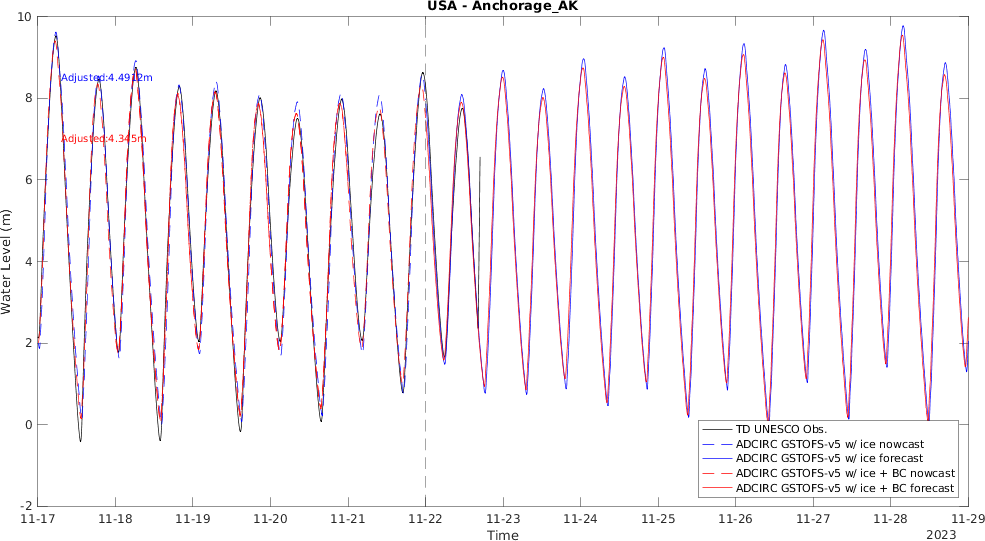 USA - Anchorage_AK
10
8
6
4
2
0
-2
Water Level (m)
Adjusted:4.4912m
Adjusted:4.345m
TD UNESCO Obs.
ADCIRC GSTOFS-v5 w/ ice nowcast
ADCIRC GSTOFS-v5 w/ ice forecast
ADCIRC GSTOFS-v5 w/ ice + BC nowcast
ADCIRC GSTOFS-v5 w/ ice + BC forecast
11-17 11-18 11-19 11-20 11-21 11-22 11-23 11-24 11-25 11-26 11-27 11-28 11-29
Time
2023